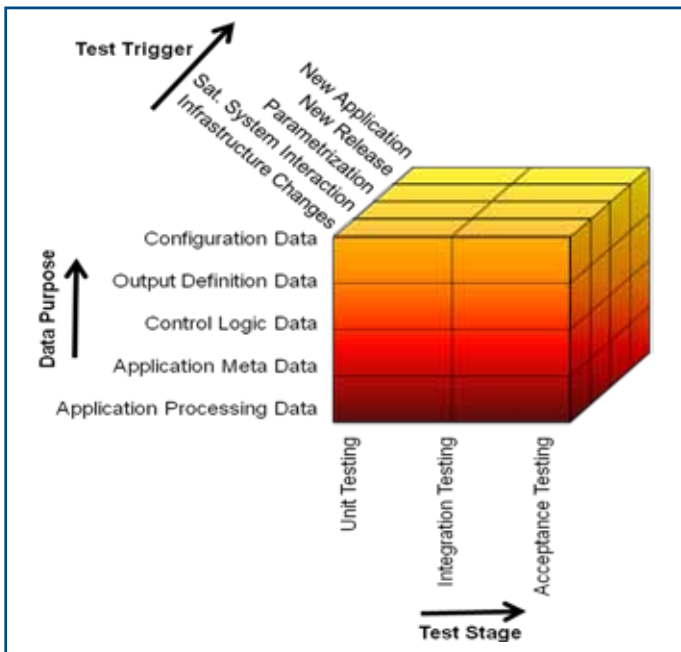 Test Trigger
New Application
New Release
Parametrization
Sat. System Interaction
Infrastructure Changes
Configuration Data
Output Definition Data
Control Logic Data
Application Meta Data
Application Processing Data
Data Purpose
Unit Testing
Integration Testing
Acceptance Testing
Test Stage